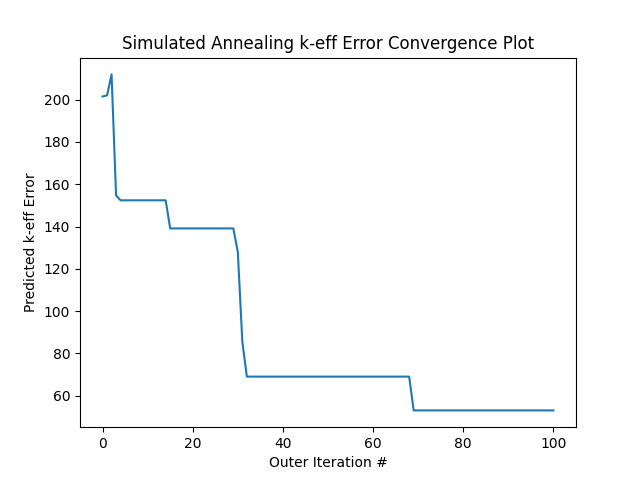 Simulated Annealing k-eff Error Convergence Plot
200
180
160
140
120
100
80
60
Predicted k-eff Error
0 20 40 60 80 100
Outer Iteration #